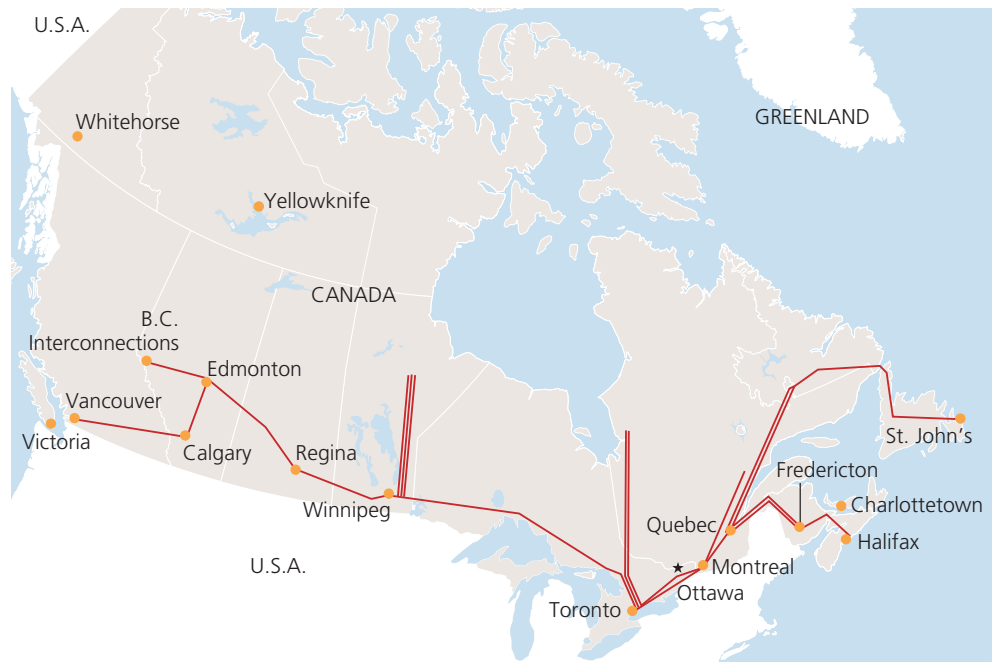 U.S.A.
Whitehorse
GREENLAND
Yellowknife
CANADA
B.C.
Interconnections
Edmonton
Vancouver
Victoria
Calgary
Regina
St. John's
Fredericton
Winnipeg
Charlottetown
Quebec
Halifax
U.S.A.
Montreal
Ottawa
Toronto